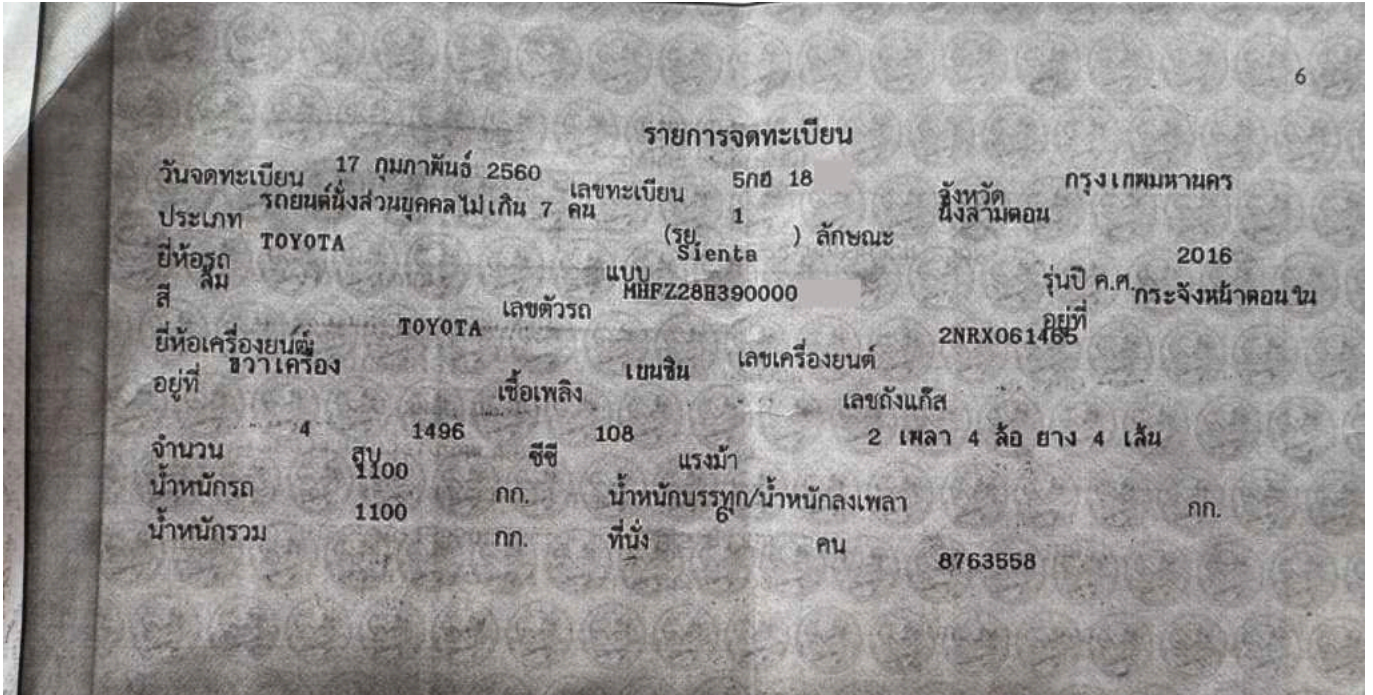 6
รายการจดทะเบียน
วันจดทะเบียน 17 กุมภาพันธ์ 2560 เลขทะเบียน 5กฮ 18 จังหวัด กรุงเทพมหานคร
ประเภท รถยนต์นั่งส่วนบุคคลไม่เกิน 7 คน (รย. 1 ) ลักษณะ นั่งสามตอน
ยี่ห้อรถ TOYOTA แบบ Sienta รุ่นปี ค.ศ. 2016
สี ส้ม เลขตัวรถ MHFZ28H390000 อยู่ที่ กระจังหน้าตอนใน
ยี่ห้อเครื่องยนต์ TOYOTA เลขเครื่องยนต์ 2NRX061465
อยู่ที่ ขวาเครื่อง เชื้อเพลิง เบนซิน เลขถังแก๊ส
จำนวน 4 สูบ 1496 ซีซี 108 แรงม้า 2 เพลา 4 ล้อ ยาง 4 เส้น
น้ำหนักรถ 1100 กก. น้ำหนักบรรทุก/น้ำหนักลงเพลา กก.
น้ำหนักรวม 1100 กก. ที่นั่ง 6 คน 8763558